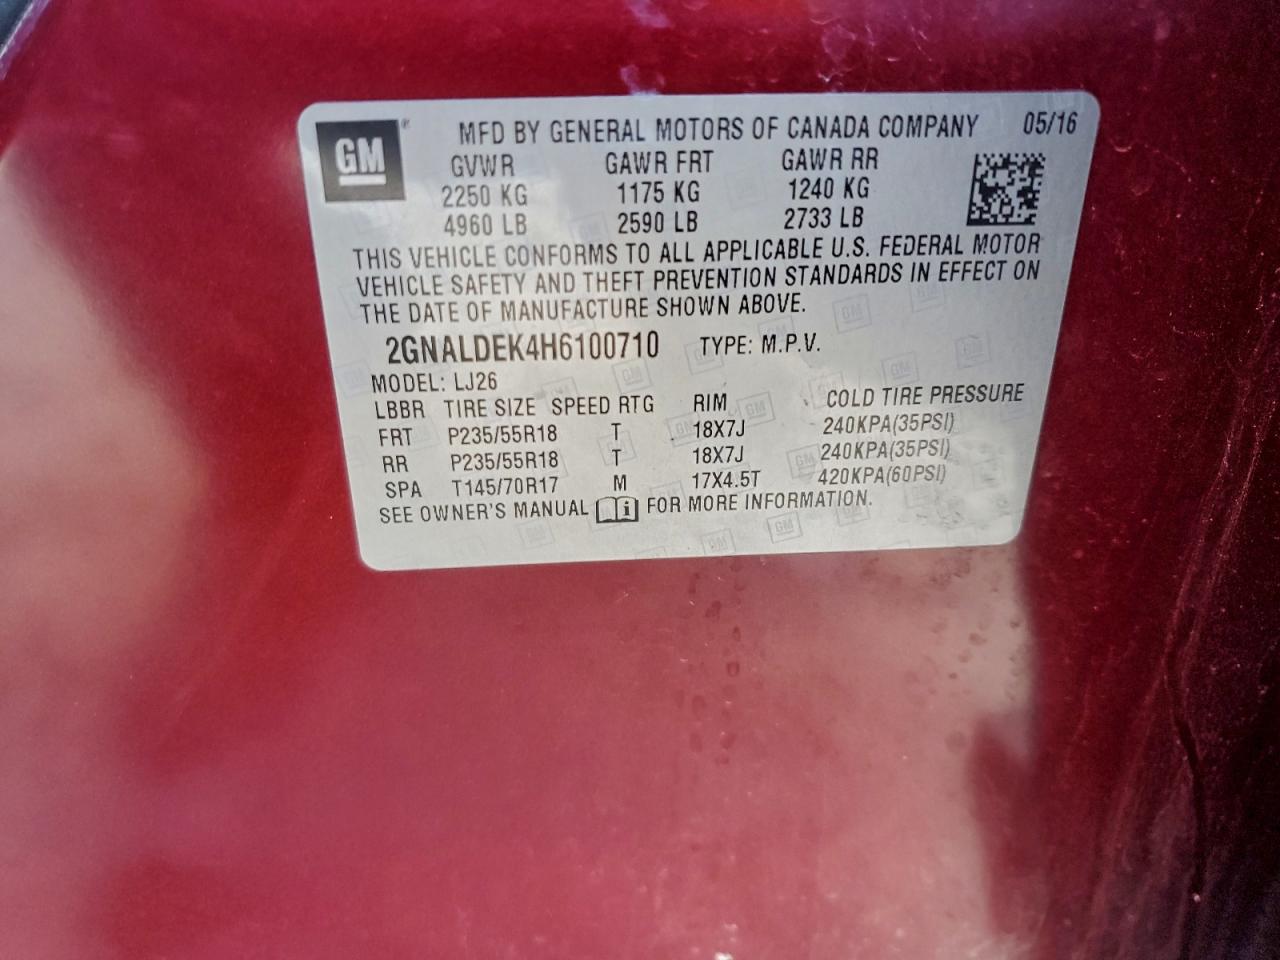 GM®
MFD BY GENERAL MOTORS OF CANADA COMPANY 05/16
GVWR GAWR FRT GAWR RR
2250 KG 1175 KG 1240 KG
4960 LB 2590 LB 2733 LB
THIS VEHICLE CONFORMS TO ALL APPLICABLE U.S. FEDERAL MOTOR
VEHICLE SAFETY AND THEFT PREVENTION STANDARDS IN EFFECT ON
THE DATE OF MANUFACTURE SHOWN ABOVE.
2GNALDEK4H6100710 TYPE: M.P.V.
MODEL: LJ26
LBBR TIRE SIZE SPEED RTG RIM COLD TIRE PRESSURE
FRT P235/55R18 T 18X7J 240KPA(35PSI)
RR P235/55R18 T 18X7J 240KPA(35PSI)
SPA T145/70R17 M 17X4.5T 420KPA(60PSI)
SEE OWNER'S MANUAL i FOR MORE INFORMATION.